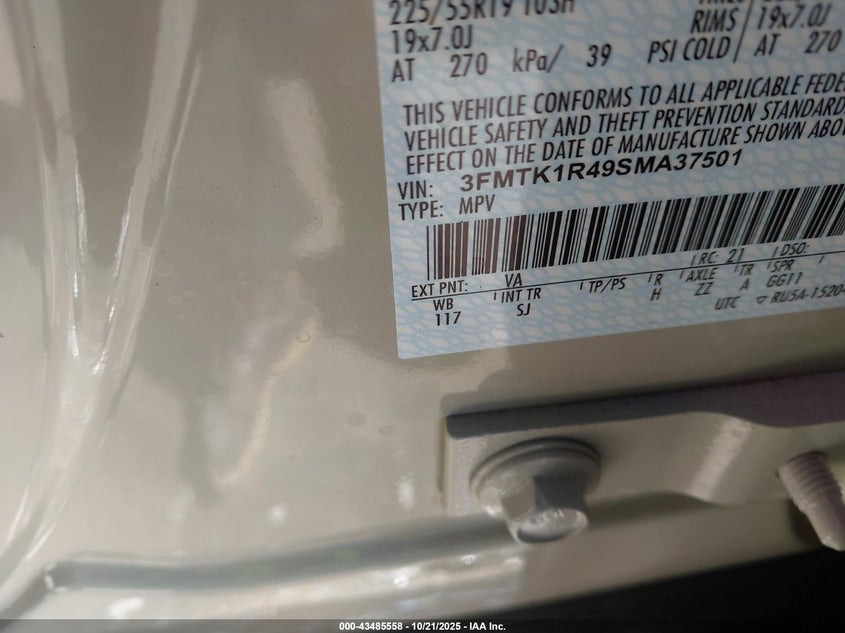 225/55R19 103H
19x7.0J
RIMS 19x7.0J
AT 270 kPa/ 39 PSI COLD
AT 270
THIS VEHICLE CONFORMS TO ALL APPLICABLE FEDE
VEHICLE SAFETY AND THEFT PREVENTION STANDARD
EFFECT ON THE DATE OF MANUFACTURE SHOWN ABO
VIN: 3FMTK1R49SMA37501
TYPE: MPV
RC: 21 DSO:
EXT PNT: VA
WB INT TR TP/PS R AXLE TR SPR
117 SJ H ZZ A GG11
UTC ▽ RU5A-1520
000-43485558 - 10/21/2025 - IAA Inc.